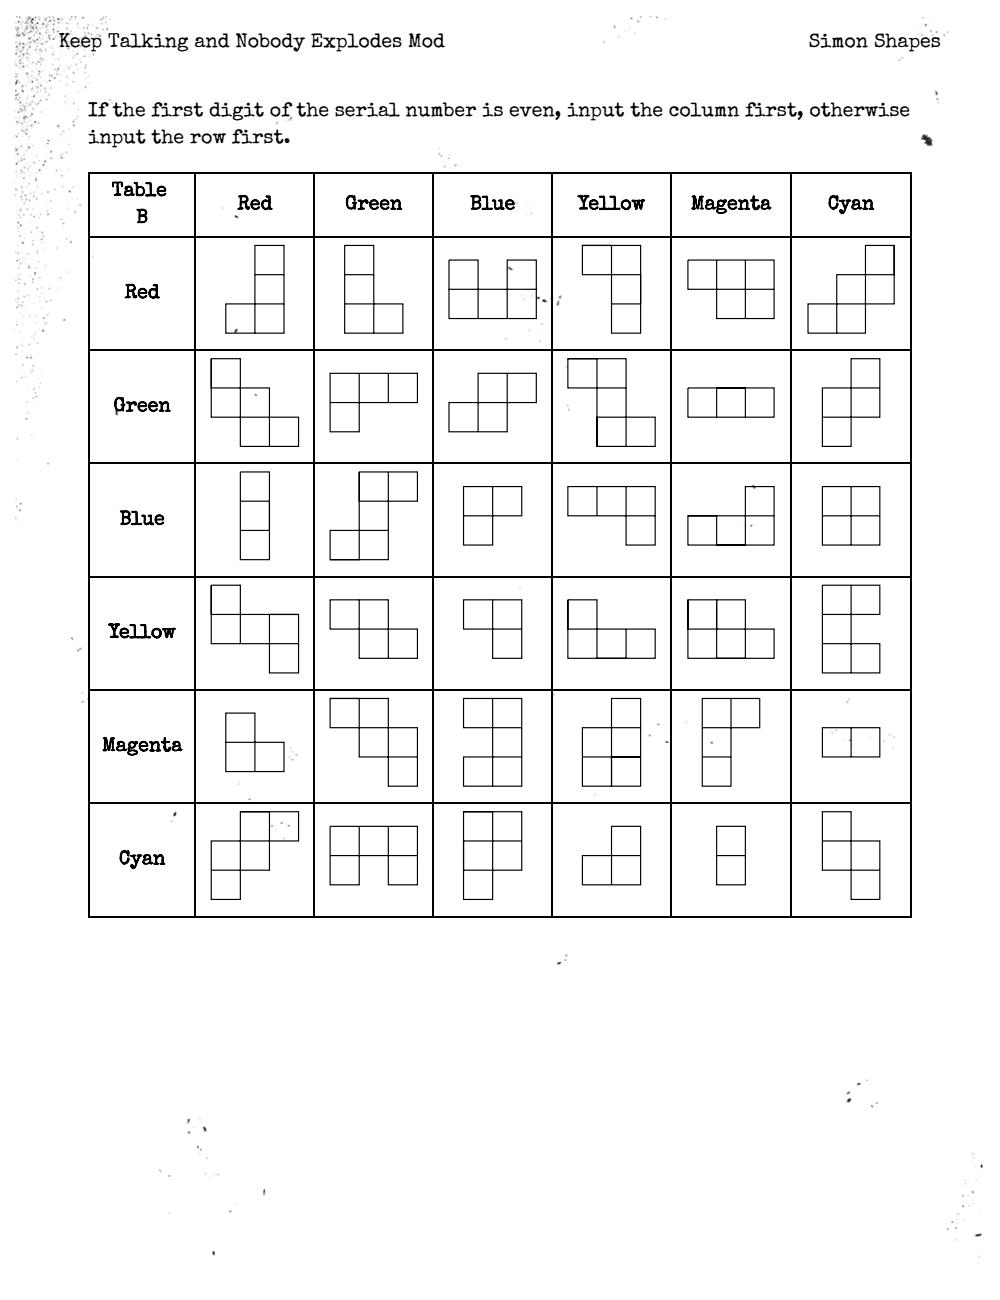 Keep Talking and Nobody Explodes Mod Simon Shapes
If the first digit of the serial number is even, input the column first, otherwise
input the row first.
Table B Red Green Blue Yellow Magenta Cyan
Red
Green
Blue
Yellow
Magenta
Cyan